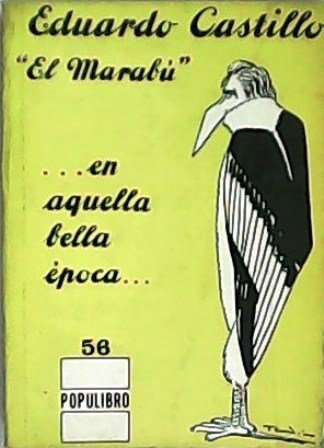 Eduardo Castillo
"El Marabú"
...en
aquella
bella
época...
56
POPULIBRO